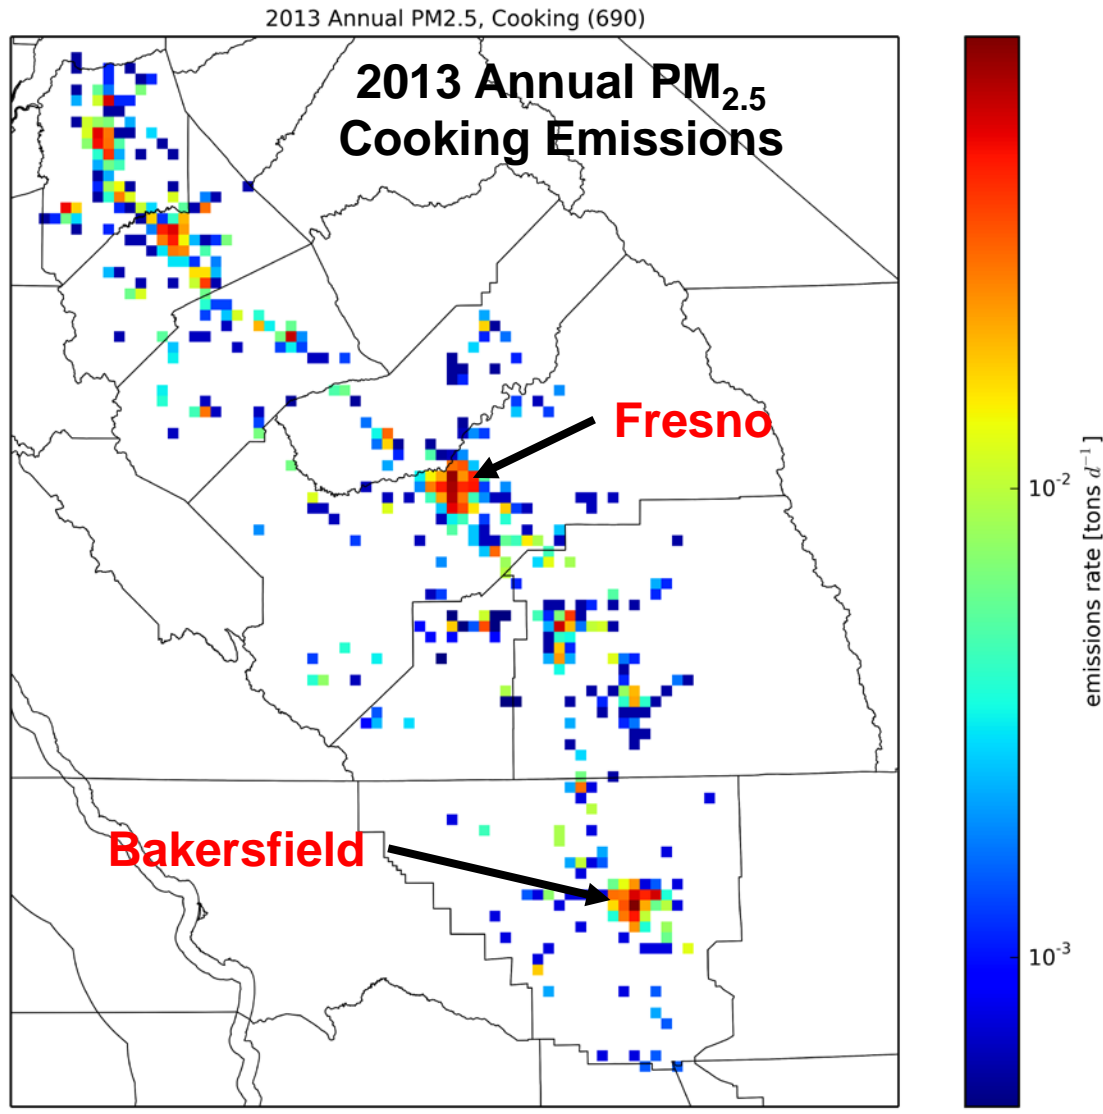 2013 Annual PM2.5, Cooking (690)
2013 Annual PM₂.₅
Cooking Emissions
Fresno
Bakersfield
10⁻²
10⁻³
emissions rate [tons d⁻¹]